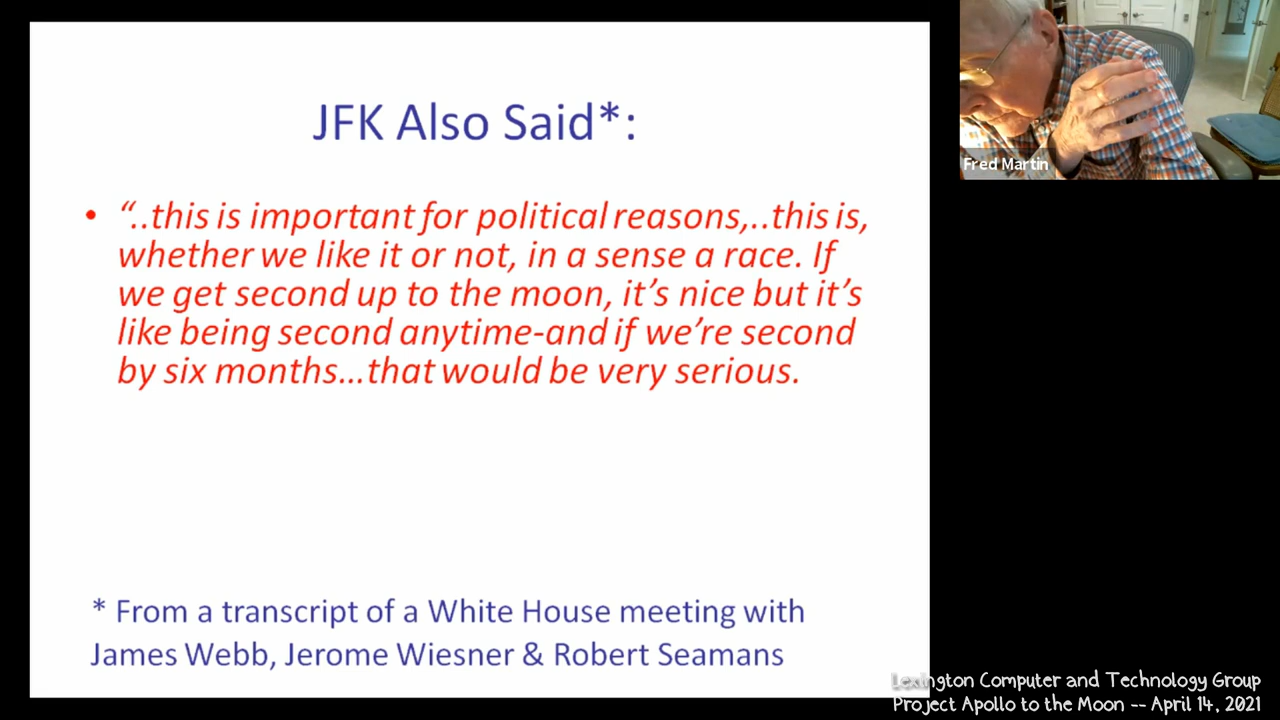 JFK Also Said*:
• “..this is important for political reasons,..this is,
whether we like it or not, in a sense a race. If
we get second up to the moon, it’s nice but it’s
like being second anytime-and if we’re second
by six months…that would be very serious.
* From a transcript of a White House meeting with
James Webb, Jerome Wiesner & Robert Seamans
Fred Martin
Lexington Computer and Technology Group
Project Apollo to the Moon -- April 14, 2021